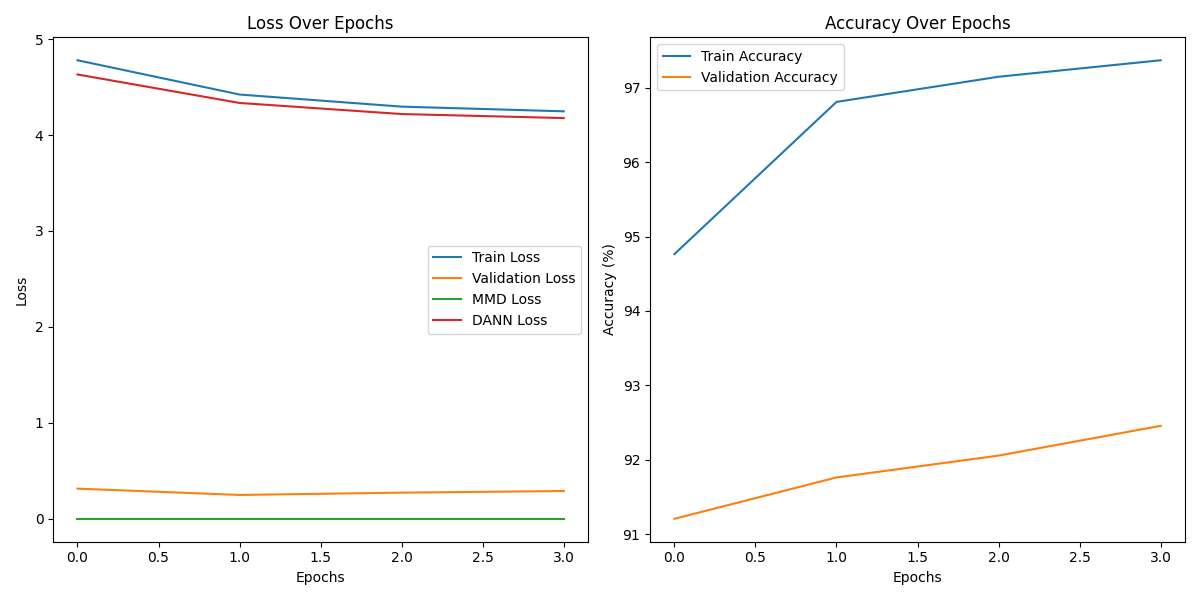 Loss Over Epochs
5
4
3
2
1
0
Loss
Train Loss
Validation Loss
MMD Loss
DANN Loss
0.0 0.5 1.0 1.5 2.0 2.5 3.0
Epochs
Accuracy Over Epochs
Train Accuracy
Validation Accuracy
97
96
95
94
93
92
91
Accuracy (%)
0.0 0.5 1.0 1.5 2.0 2.5 3.0
Epochs